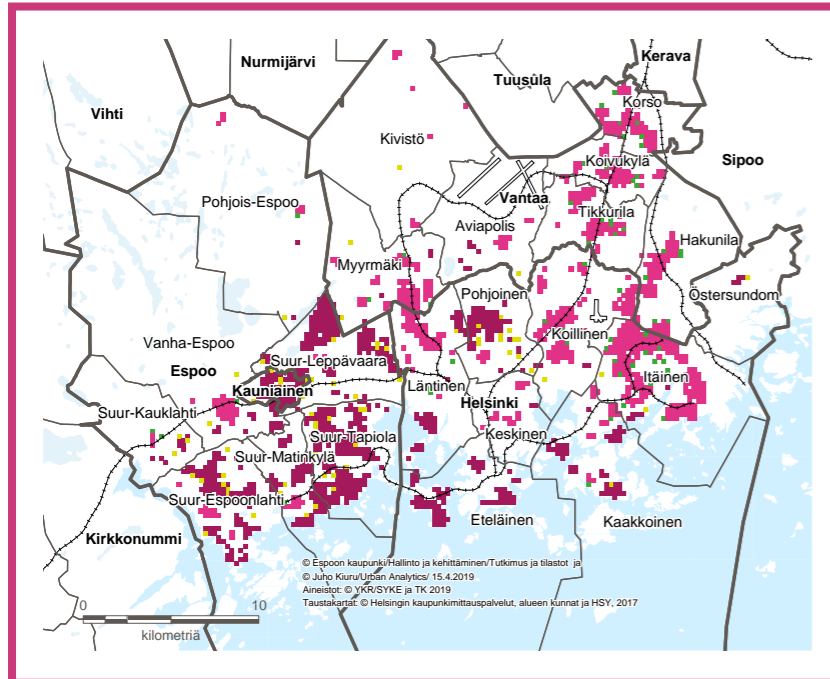 Kerava
Nurmijärvi
Tuusula
Korso
Vihti
Kivistö
Koivukylä
Sipoo
Vantaa
Pohjois-Espoo
Tikkurila
Aviapolis
Hakunila
Myyrmäki
Pohjoinen
Östersundom
Koillinen
Vanha-Espoo
Suur-Leppävaara
Espoo
Itäinen
Kauniainen
Läntinen
Helsinki
Suur-Kauklahti
Suur-Tapiola
Keskinen
Suur-Matinkylä
Suur-Espoonlahti
Eteläinen
Kaakkoinen
Kirkkonummi
© Espoon kaupunki/Hallinto ja kehittäminen/Tutkimus ja tilastot ja
© Juho Kiuru/Urban Analytics/ 15.4.2019
Aineistot: © YKR/SYKE ja TK 2019
Taustakartat: © Helsingin kaupunkimittauspalvelut, alueen kunnat ja HSY, 2017
0 10
kilometriä